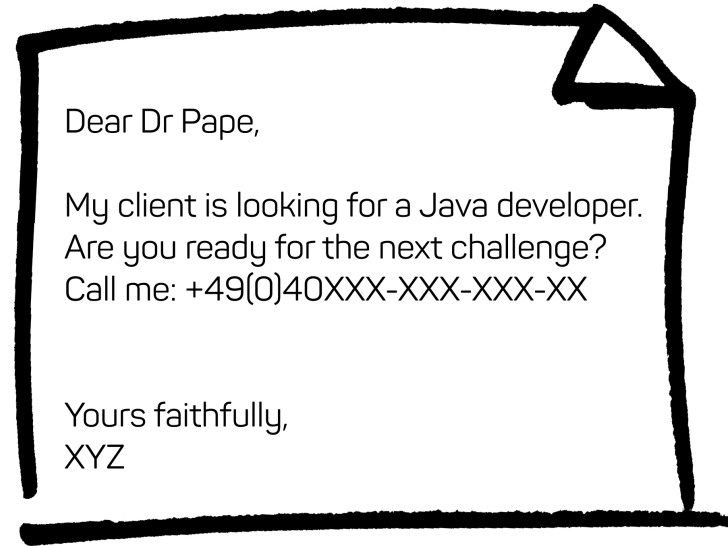 Dear Dr Pape,
My client is looking for a Java developer.
Are you ready for the next challenge?
Call me: +49(0)40XXX-XXX-XXX-XX
Yours faithfully,
XYZ